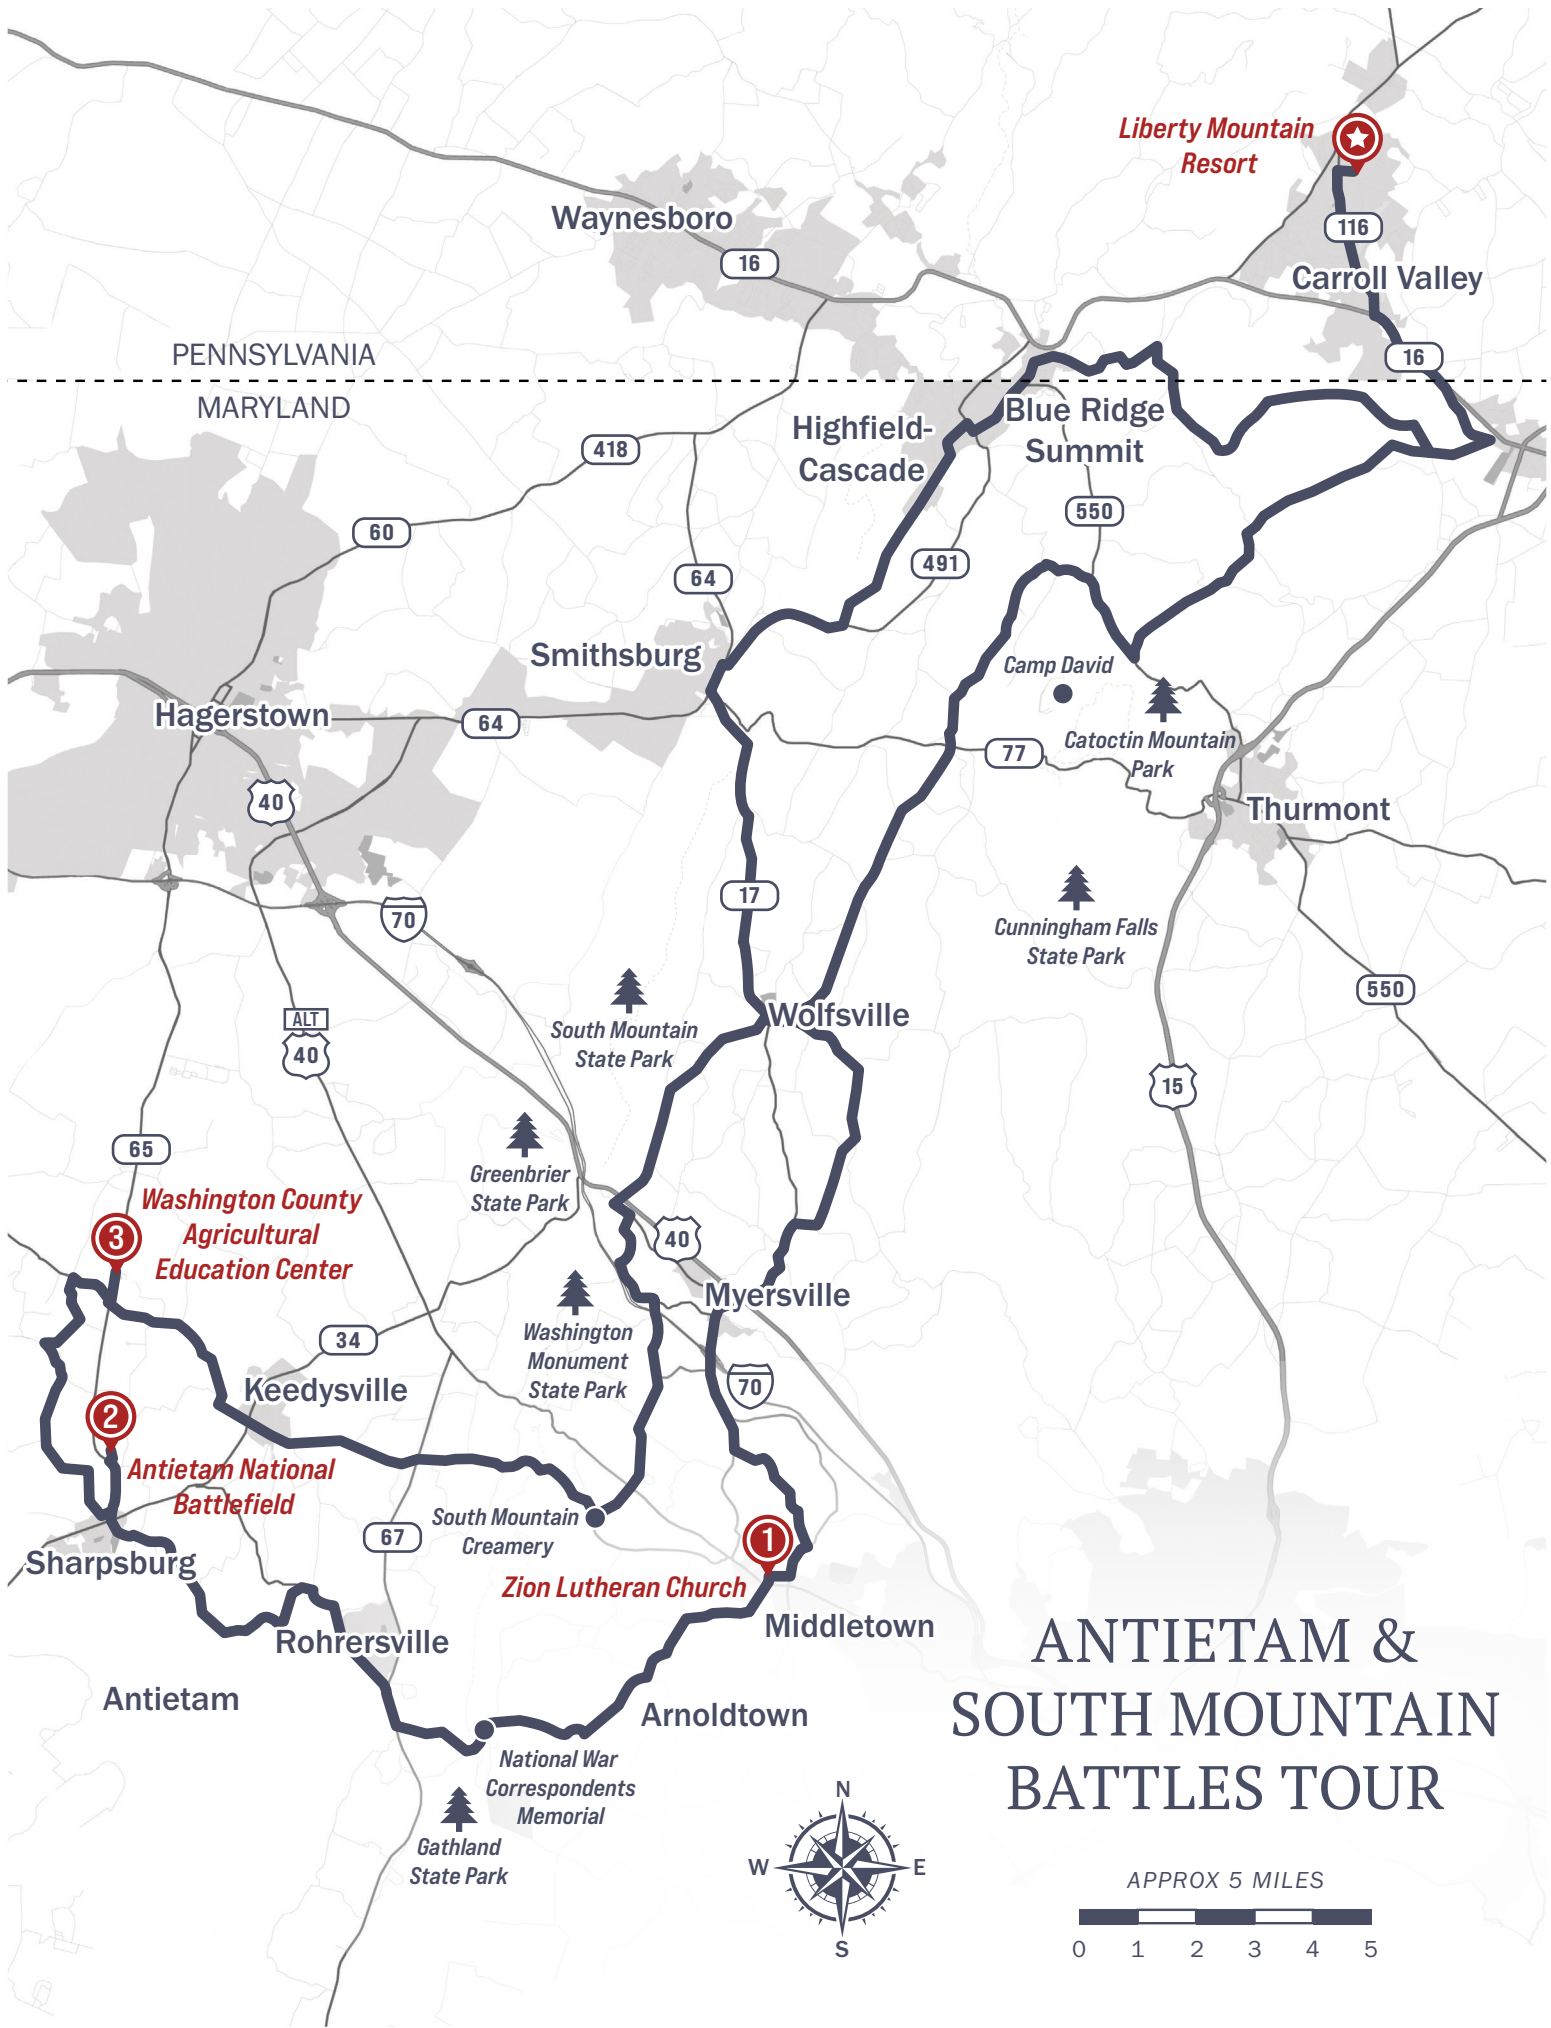 Liberty Mountain
Resort
116
Carroll Valley
Waynesboro
16
16
PENNSYLVANIA
MARYLAND
Highfield-
Cascade
Blue Ridge
Summit
418
60
550
491
64
Smithsburg
Camp David
Hagerstown
64
77
Catoctin Mountain
Park
40
Thurmont
17
70
Cunningham Falls
State Park
550
ALT
40
South Mountain
State Park
Wolfsville
15
65
Greenbrier
State Park
Washington County
Agricultural
Education Center
3
40
Myersville
34
Washington
Monument
State Park
Keedysville
70
2
Antietam National
Battlefield
67
South Mountain
Creamery
1
Zion Lutheran Church
Sharpsburg
Middletown
Rohrersville
Antietam
Arnoldtown
National War
Correspondents
Memorial
Gathland
State Park
ANTIETAM &
SOUTH MOUNTAIN
BATTLES TOUR
N
W
E
S
APPROX 5 MILES
0 1 2 3 4 5